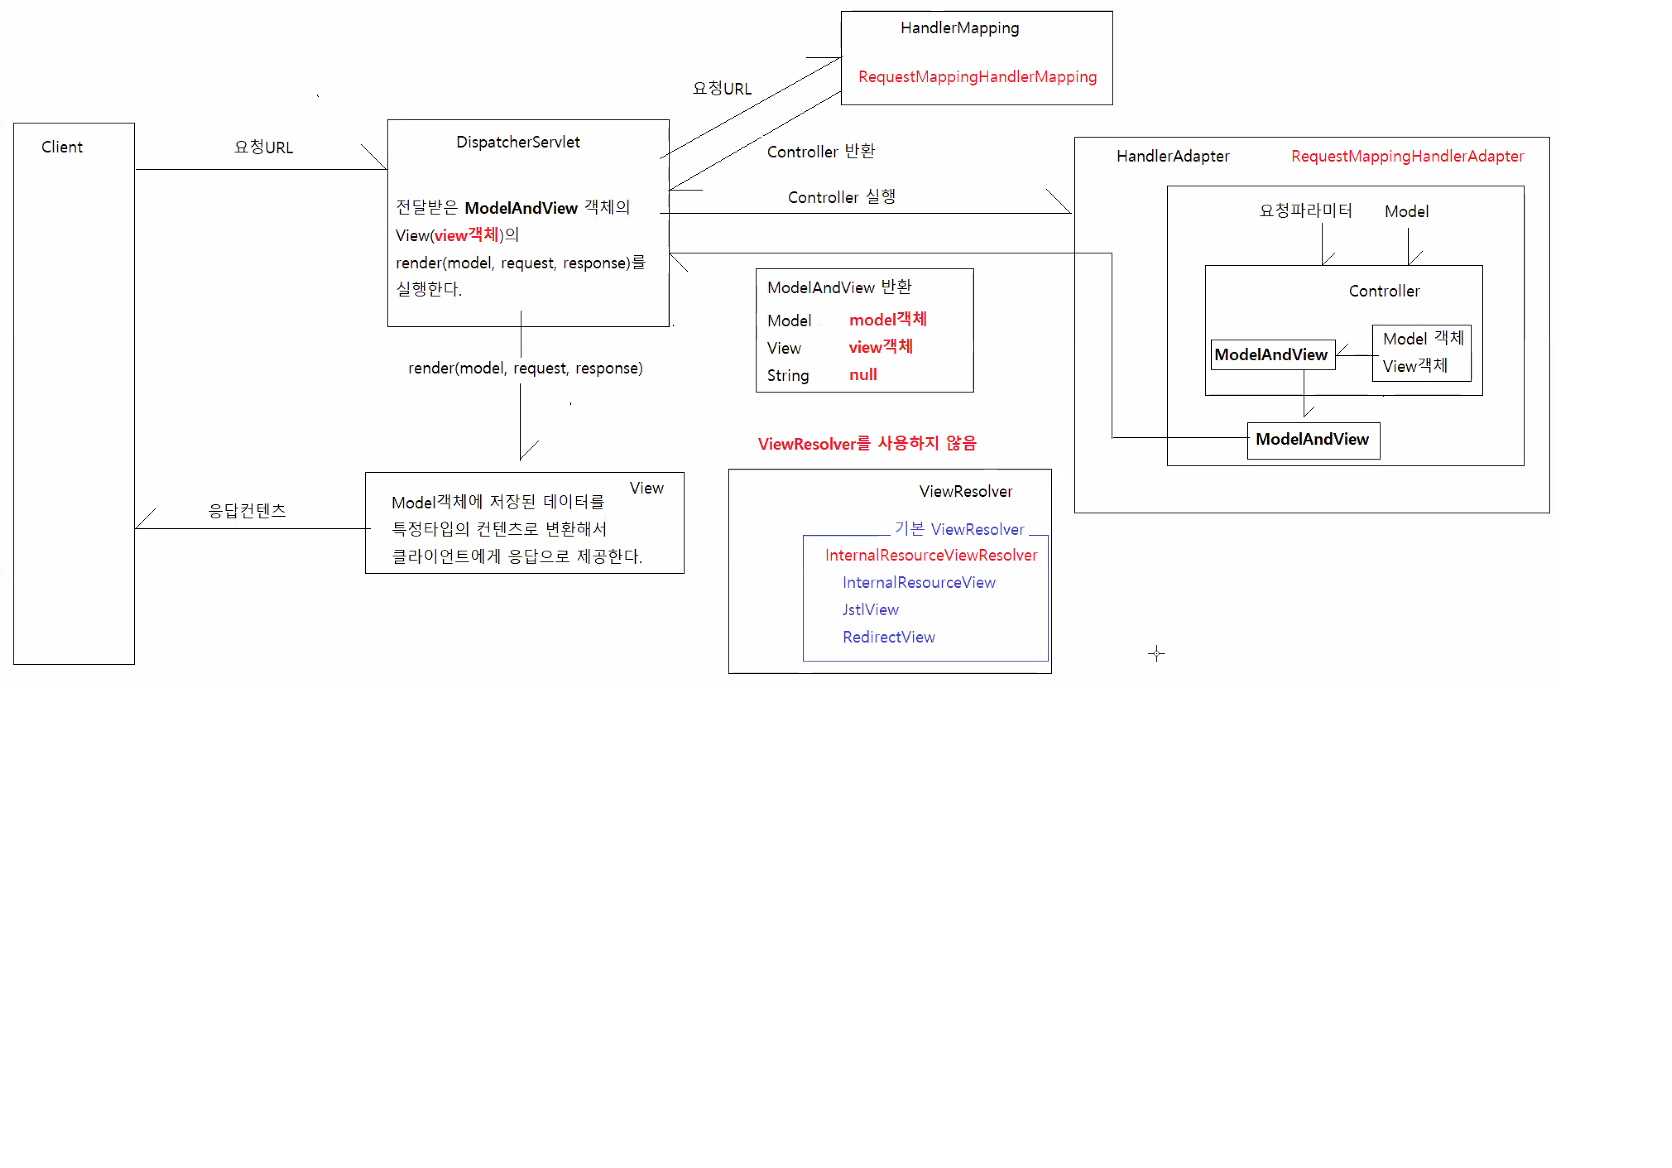 HandlerMapping
RequestMappingHandlerMapping
요청URL
Client
요청URL
DispatcherServlet
전달받은 ModelAndView 객체의
View(view객체)의
render(model, request, response)를
실행한다.
Controller 반환
Controller 실행
HandlerAdapter RequestMappingHandlerAdapter
요청파라미터 Model
Controller
Model 객체
View객체
ModelAndView
ModelAndView
ModelAndView 반환
Model model객체
View view객체
String null
render(model, request, response)
ViewResolver를 사용하지 않음
View
Model객체에 저장된 데이터를
특정타입의 컨텐츠로 변환해서
클라이언트에게 응답으로 제공한다.
응답컨텐츠
ViewResolver
기본 ViewResolver
InternalResourceViewResolver
InternalResourceView
JstlView
RedirectView